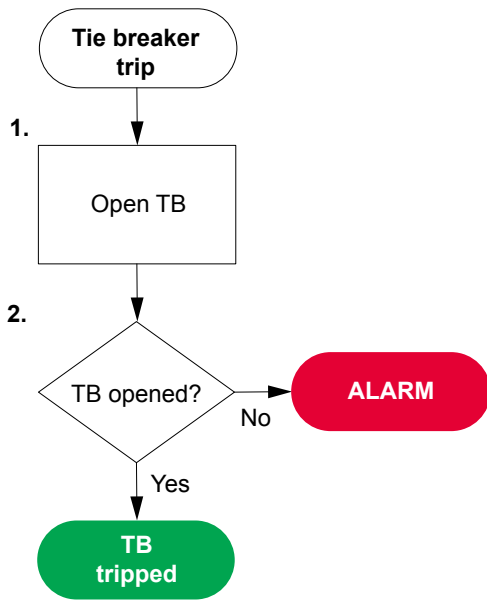 Tie breaker
trip
1.
Open TB
2.
TB opened?
ALARM
No
Yes
TB
tripped